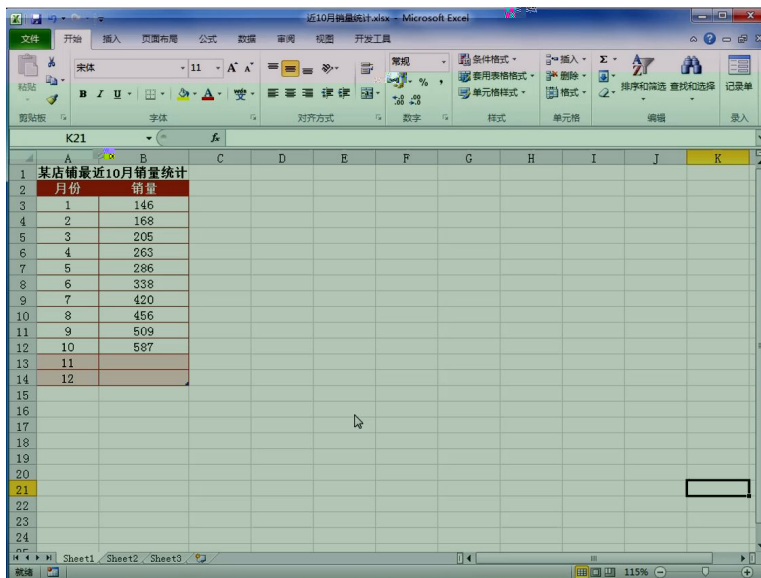 近10月销量统计.xlsx - Microsoft Excel
文件 开始 插入 页面布局 公式 数据 审阅 视图 开发工具
宋体 11 A A 常规 条件格式 插入 Σ
套用表格格式 删除
粘贴 B I U A % , 单元格样式 格式 排序和筛选 查找和选择 记录单
剪贴板 字体 对齐方式 数字 样式 单元格 编辑 录入
K21 fx
A B C D E F G H I J K
1 某店铺最近10月销量统计
2 月份 销量
3 1 146
4 2 168
5 3 205
6 4 263
7 5 286
8 6 338
9 7 420
10 8 456
11 9 509
12 10 587
13 11
14 12
15
16
17
18
19
20
21
22
23
24
Sheet1 Sheet2 Sheet3
就绪 115%